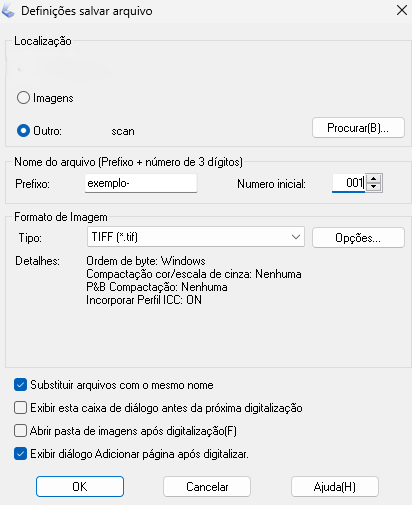 Definições salvar arquivo
Localização
Imagens
Outro: scan Procurar(B)...
Nome do arquivo (Prefixo + número de 3 dígitos)
Prefixo: exemplo- Numero inicial: 001
Formato de Imagem
Tipo: TIFF (*.tif) Opções...
Detalhes: Ordem de byte: Windows
Compactação cor/escala de cinza: Nenhuma
P&B Compactação: Nenhuma
Incorporar Perfil ICC: ON
Substituir arquivos com o mesmo nome
Exibir esta caixa de diálogo antes da próxima digitalização
Abrir pasta de imagens após digitalização(F)
Exibir diálogo Adicionar página após digitalizar.
OK Cancelar Ajuda(H)